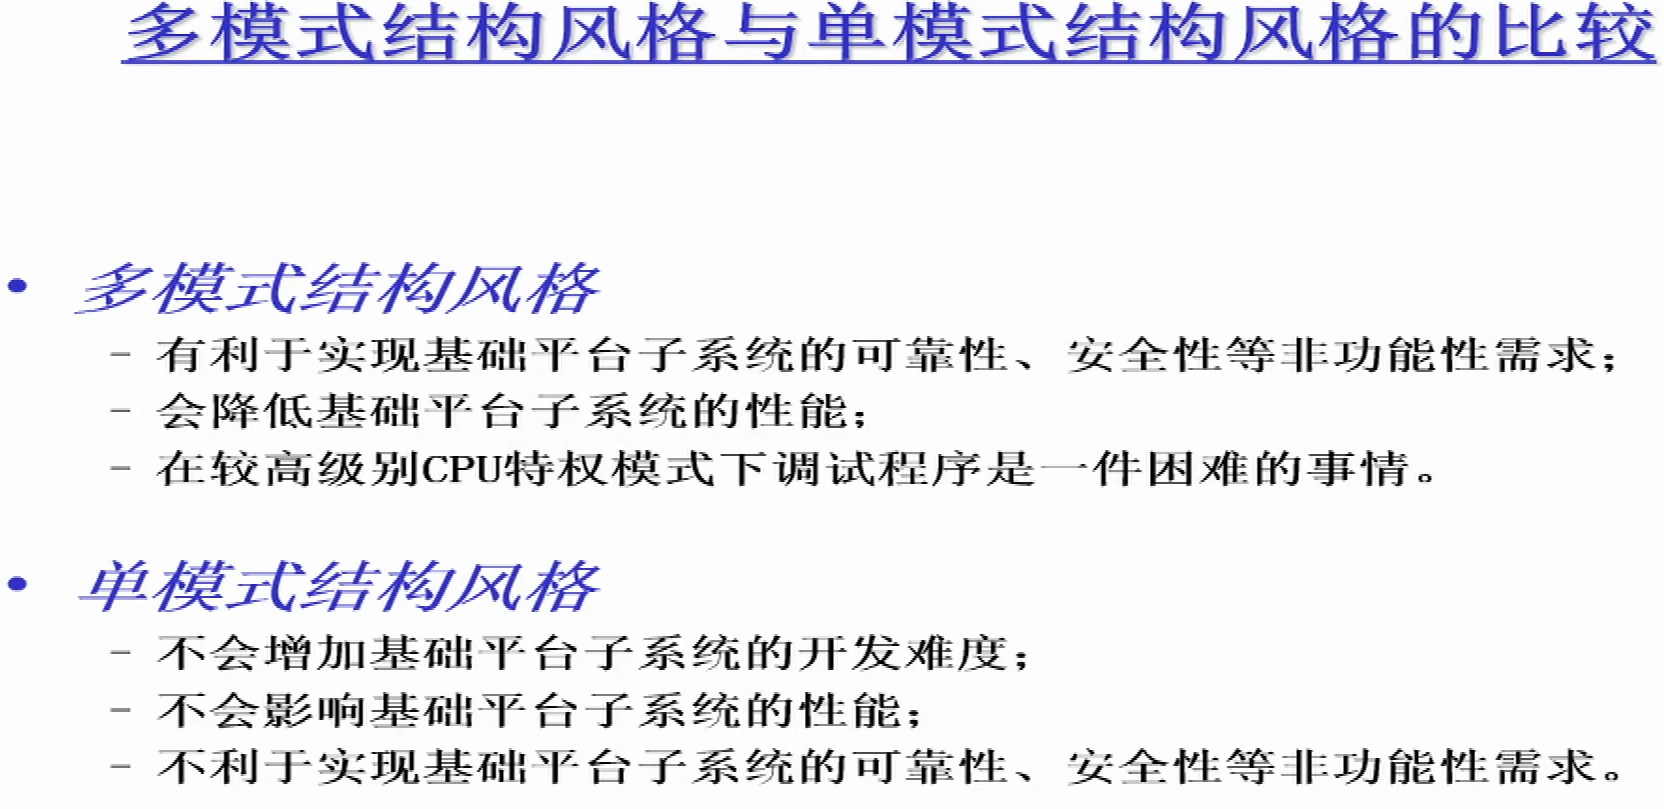 多模式结构风格与单模式结构风格的比较
• 多模式结构风格
– 有利于实现基础平台子系统的可靠性、安全性等非功能性需求；
– 会降低基础平台子系统的性能；
– 在较高级别CPU特权模式下调试程序是一件困难的事情。
• 单模式结构风格
– 不会增加基础平台子系统的开发难度；
– 不会影响基础平台子系统的性能；
– 不利于实现基础平台子系统的可靠性、安全性等非功能性需求。